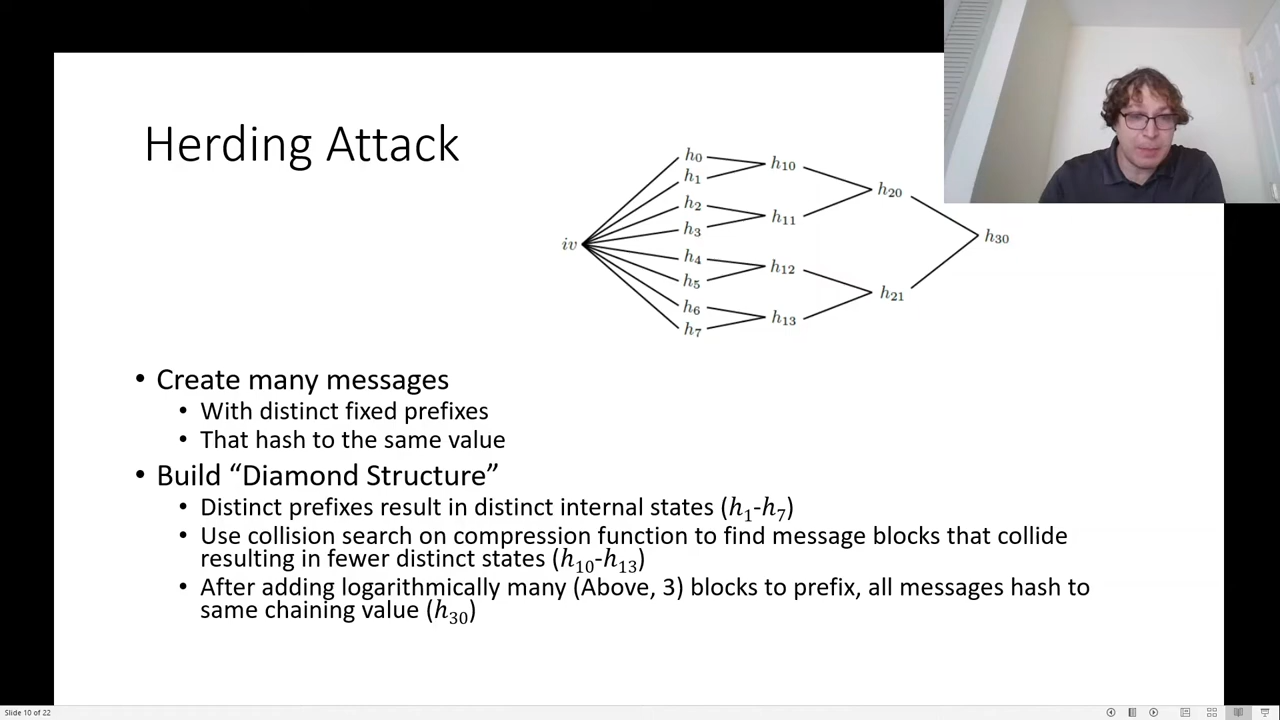 Herding Attack
iv
h0
h1
h2
h3
h4
h5
h6
h7
h10
h11
h12
h13
h20
h21
h30
• Create many messages
• With distinct fixed prefixes
• That hash to the same value
• Build “Diamond Structure”
• Distinct prefixes result in distinct internal states (h1-h7)
• Use collision search on compression function to find message blocks that collide
resulting in fewer distinct states (h10-h13)
• After adding logarithmically many (Above, 3) blocks to prefix, all messages hash to
same chaining value (h30)
Slide 10 of 22